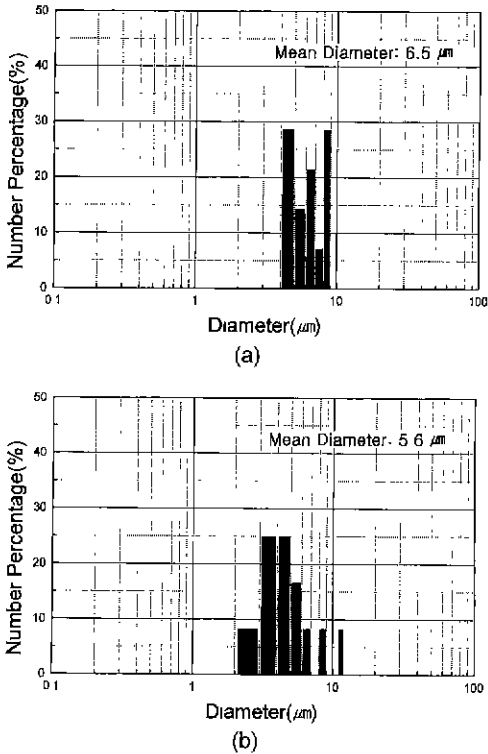 50
Mean Diameter: 6.5 ㎛
40
30
20
10
0
Number Percentage(%)
0 1
1
10
100
Diameter(㎛)
(a)
50
Mean Diameter. 5 6 ㎛
40
30
20
10
0
Number Percentage(%)
0 1
1
10
100
Diameter(㎛)
(b)